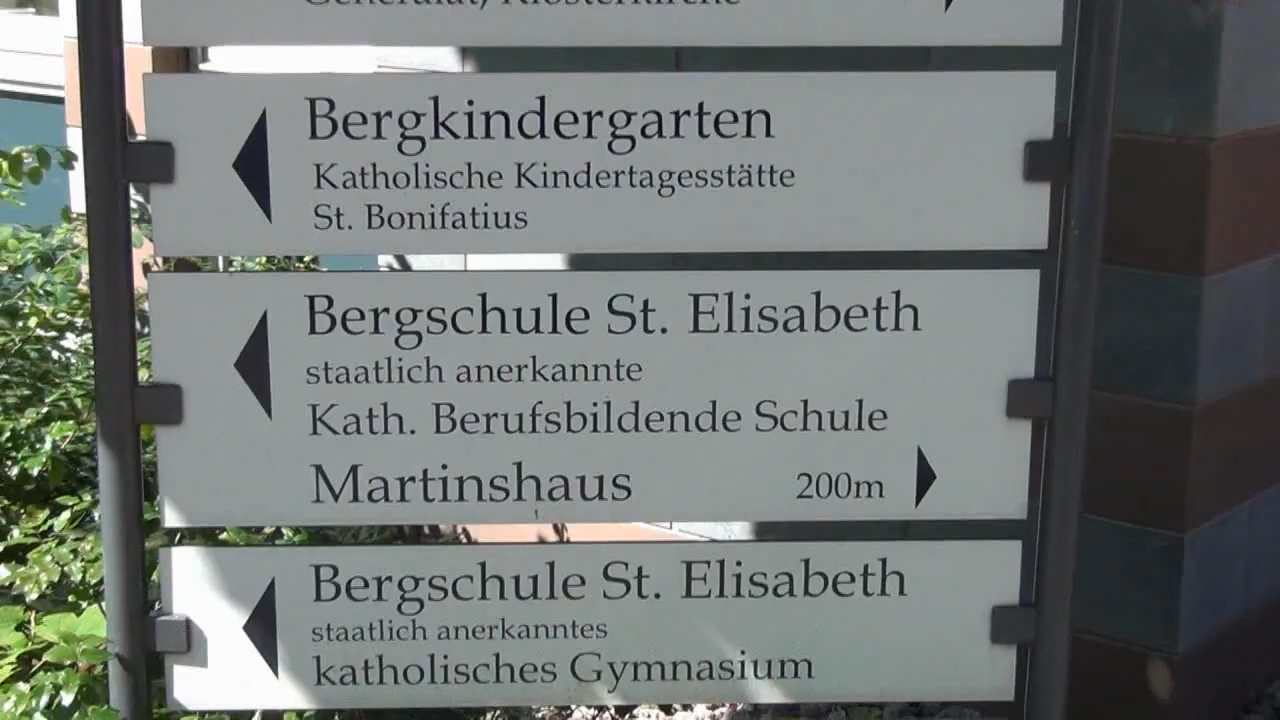 Generalat, Klosterkirche
Bergkindergarten
Katholische Kindertagesstätte
St. Bonifatius
Bergschule St. Elisabeth
staatlich anerkannte
Kath. Berufsbildende Schule
Martinshaus 200m
Bergschule St. Elisabeth
staatlich anerkanntes
katholisches Gymnasium